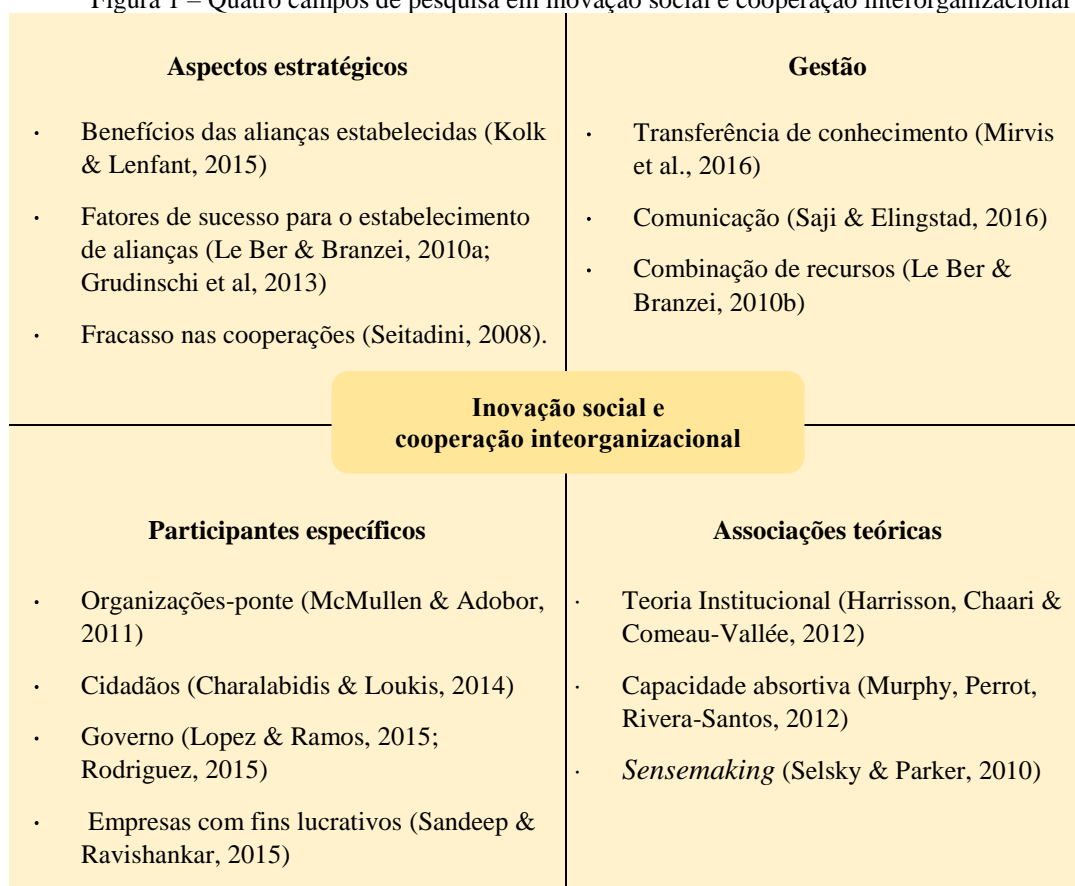 Figura 1 – Quatro campos de pesquisa em inovação social e cooperação interorganizacional
Aspectos estratégicos
· Benefícios das alianças estabelecidas (Kolk
& Lenfant, 2015)
· Fatores de sucesso para o estabelecimento
de alianças (Le Ber & Branzei, 2010a;
Grudinschi et al, 2013)
· Fracasso nas cooperações (Seitadini, 2008).
Gestão
· Transferência de conhecimento (Mirvis
et al., 2016)
· Comunicação (Saji & Elingstad, 2016)
· Combinação de recursos (Le Ber &
Branzei, 2010b)
Inovação social e
cooperação inteorganizacional
Participantes específicos
· Organizações-ponte (McMullen & Adobor,
2011)
· Cidadãos (Charalabidis & Loukis, 2014)
· Governo (Lopez & Ramos, 2015;
Rodriguez, 2015)
· Empresas com fins lucrativos (Sandeep &
Ravishankar, 2015)
Associações teóricas
· Teoria Institucional (Harrisson, Chaari &
Comeau-Vallée, 2012)
· Capacidade absortiva (Murphy, Perrot,
Rivera-Santos, 2012)
· Sensemaking (Selsky & Parker, 2010)